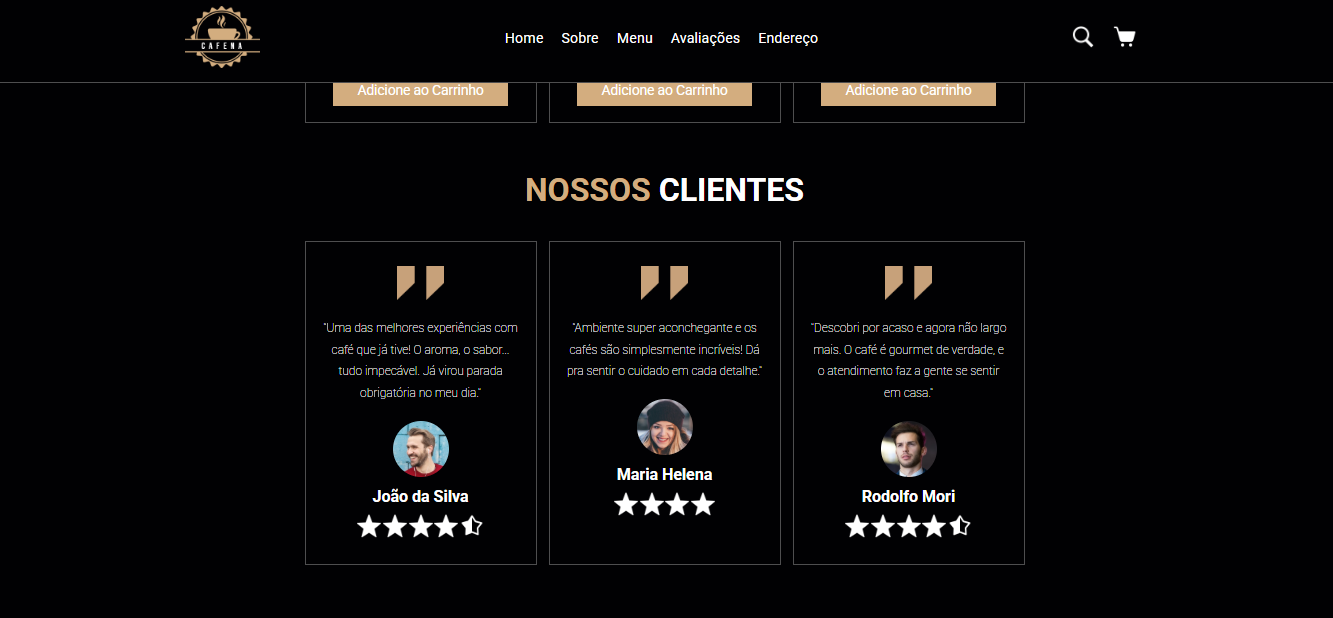 CAFENA
Home Sobre Menu Avaliações Endereço
Adicione ao Carrinho Adicione ao Carrinho Adicione ao Carrinho
NOSSOS CLIENTES
"Uma das melhores experiências com
café que já tive! O aroma, o sabor...
tudo impecável. Já virou parada
obrigatória no meu dia."
João da Silva
"Ambiente super aconchegante e os
cafés são simplesmente incríveis! Dá
pra sentir o cuidado em cada detalhe."
Maria Helena
"Descobri por acaso e agora não largo
mais. O café é gourmet de verdade, e
o atendimento faz a gente se sentir
em casa."
Rodolfo Mori